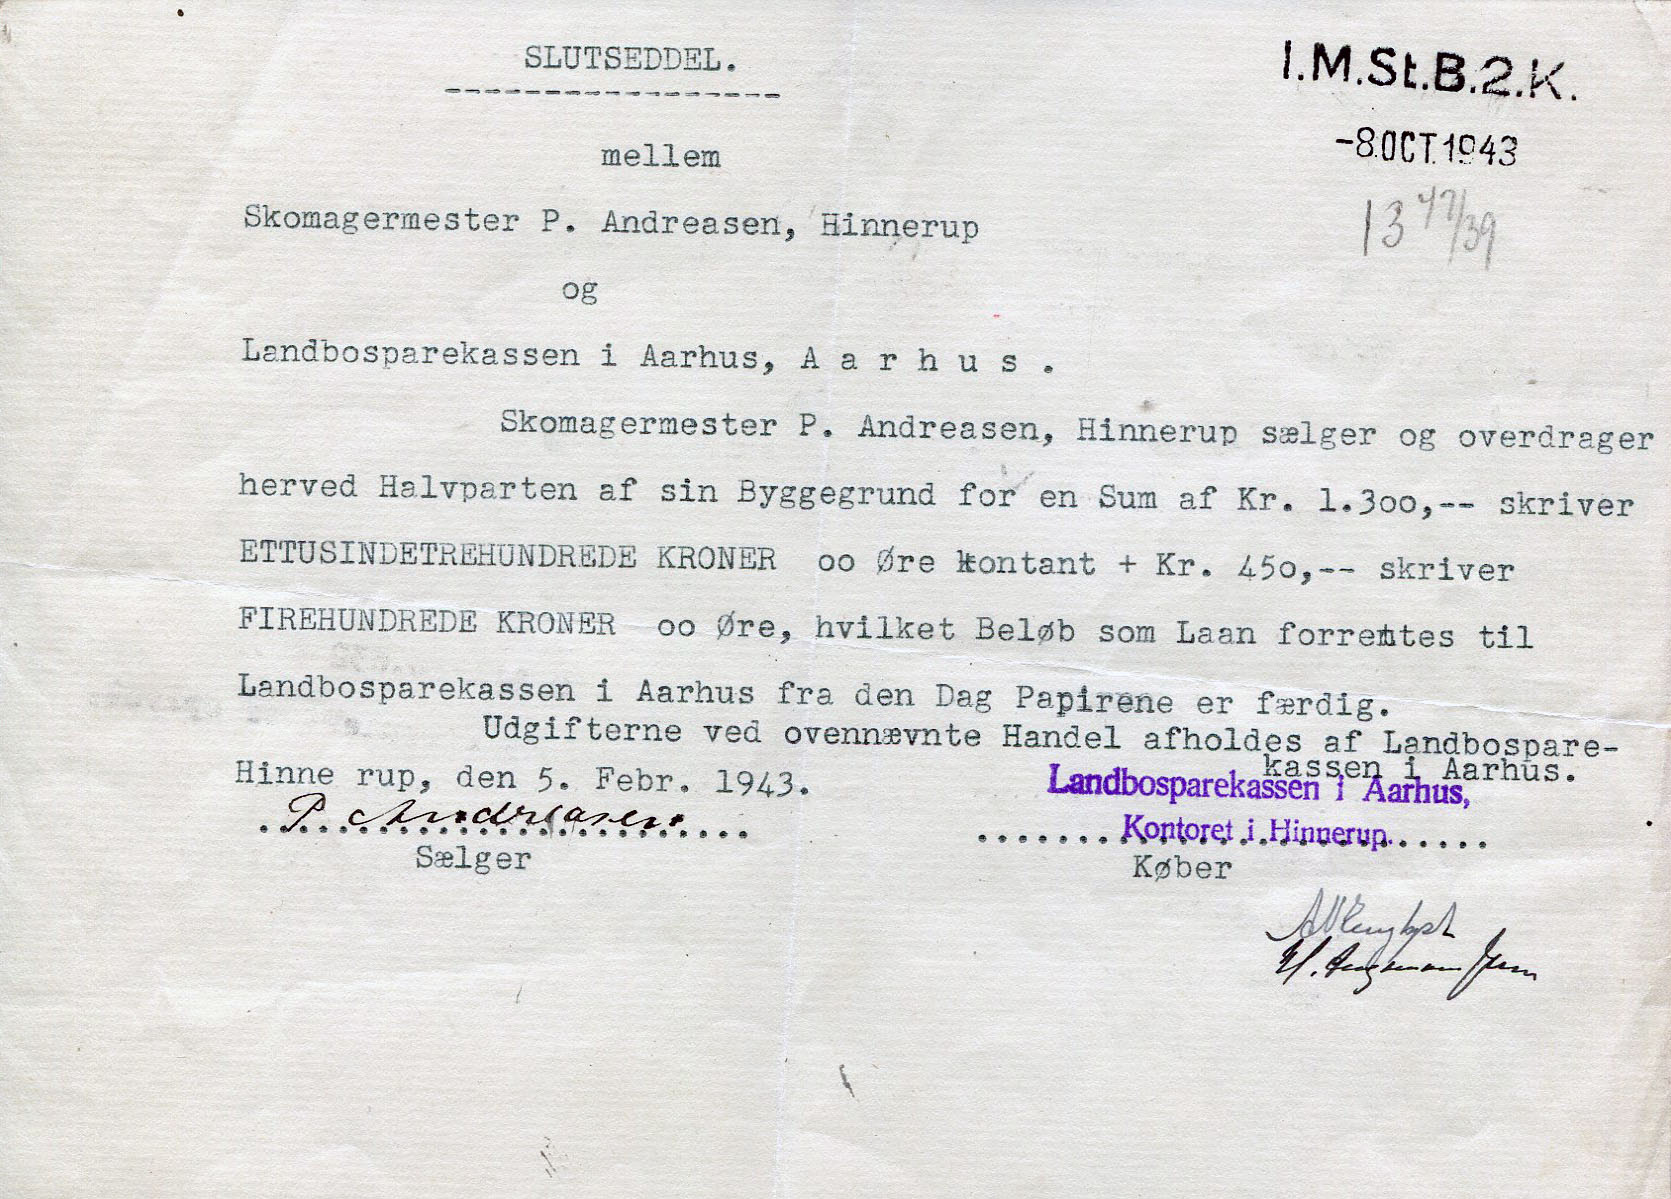 SLUTSEDDEL.
I.M.St.B.2.K.
-8.OCT.1943
13 47/39
mellem
Skomagermester P. Andreasen, Hinnerup
og
Landbosparekassen i Aarhus, A a r h u s .
Skomagermester P. Andreasen, Hinnerup sælger og overdrager
herved Halvparten af sin Byggegrund for en Sum af Kr. 1.300,-- skriver
ETTUSINDETREHUNDREDE KRONER oo Øre kontant + Kr. 450,-- skriver
FIREHUNDREDE KRONER oo Øre, hvilket Beløb som Laan forrentes til
Landbosparekassen i Aarhus fra den Dag Papirene er færdig.
Udgifterne ved ovennævnte Handel afholdes af Landbospare-
kassen i Aarhus.
Hinne rup, den 5. Febr. 1943.
Landbosparekassen i Aarhus,
Kontoret i Hinnerup.
P. Andreasen
Sælger
Køber